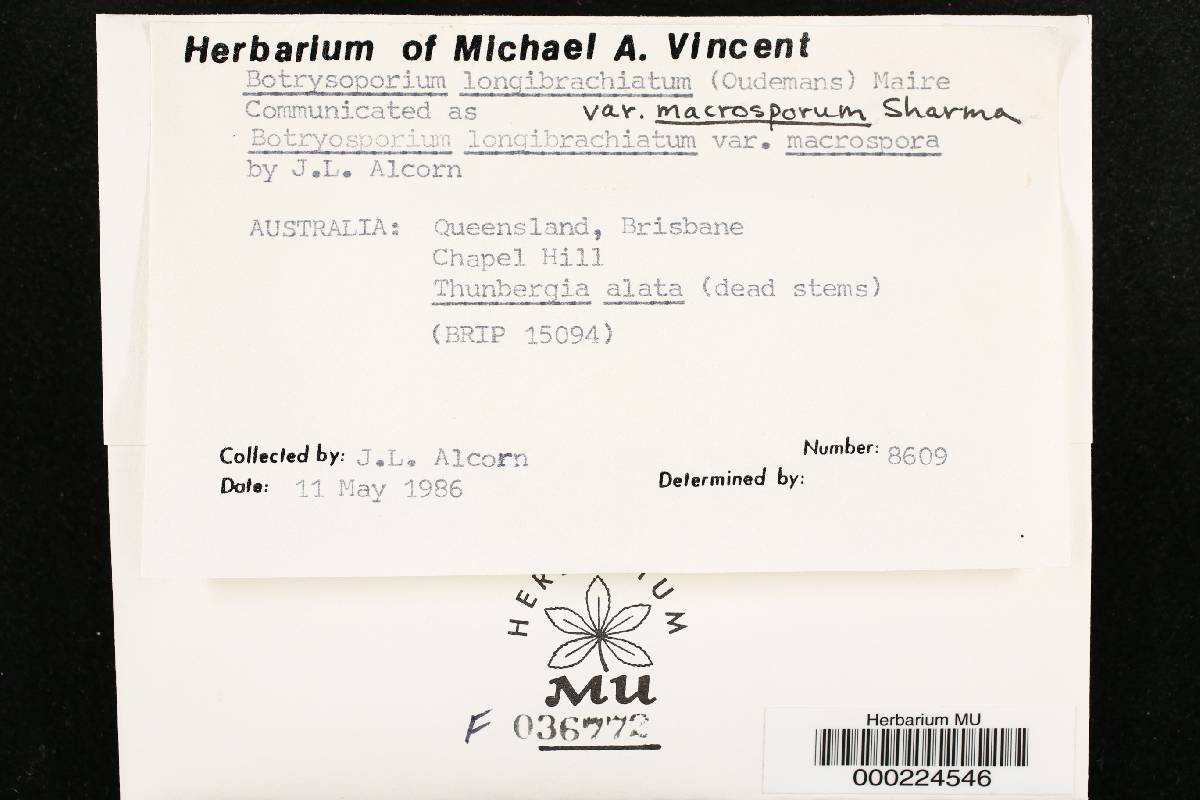 Herbarium of Michael A. Vincent
Botrysoporium longibrachiatum (Oudemans) Maire
Communicated as var. macrosporum Sharma
Botryosporium longibrachiatum var. macrospora
by J.L. Alcorn
AUSTRALIA: Queensland, Brisbane
Chapel Hill
Thunbergia alata (dead stems)
(BRIP 15094)
Collected by: J.L. Alcorn Number: 8609
Date: 11 May 1986 Determined by:
MU
F 036772
Herbarium MU
000224546